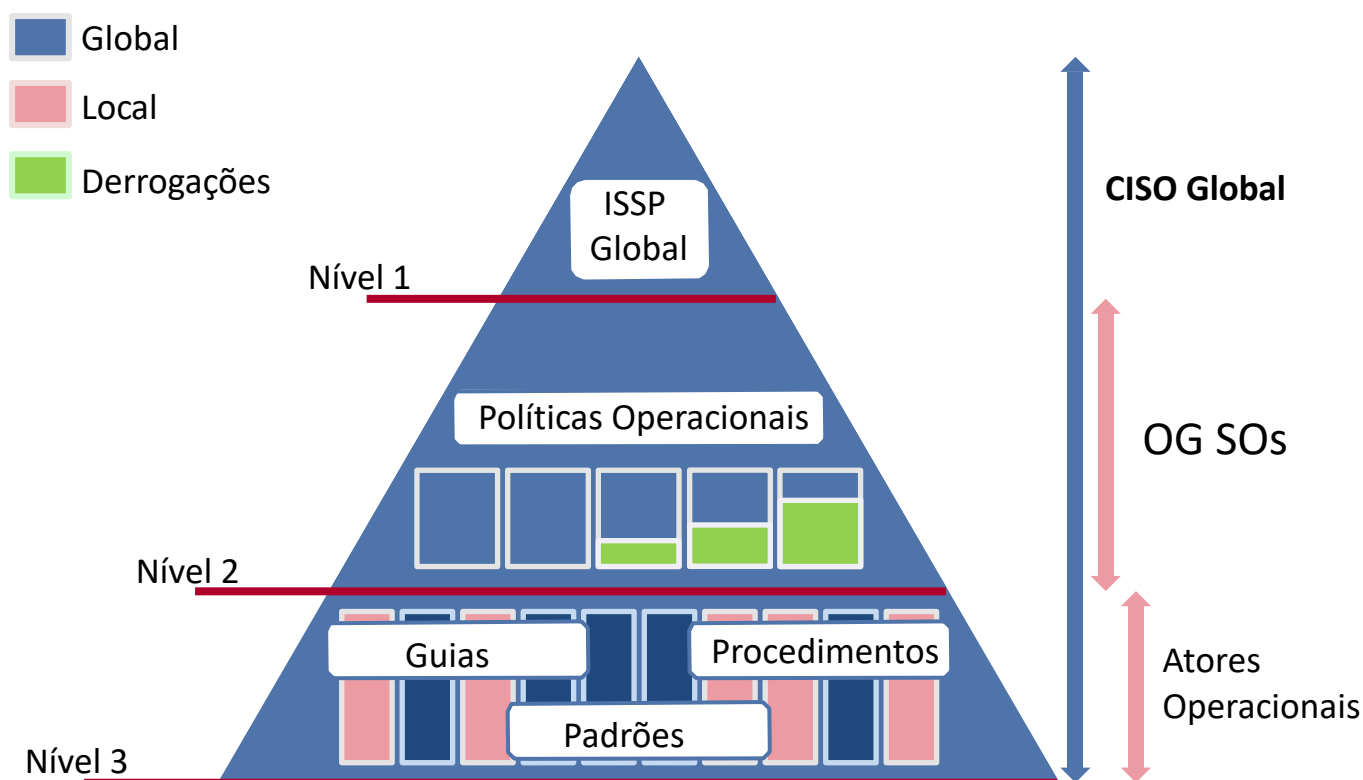 Global
Local
Derrogações
ISSP
Global
CISO Global
Nível 1
Políticas Operacionais
OG SOs
Nível 2
Guias
Procedimentos
Padrões
Atores
Operacionais
Nível 3